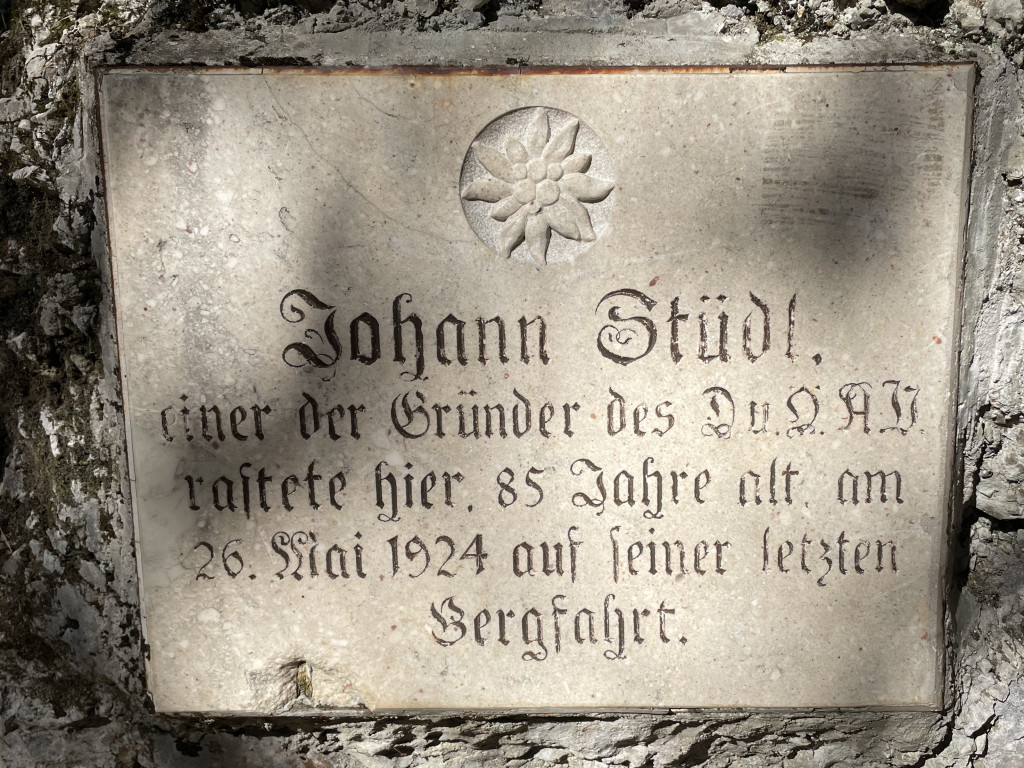 Johann Stüdl.
einer der Gründer des D.u.Ö.A.V.
rastete hier, 85 Jahre alt, am
26. Mai 1924 auf seiner letzten
Bergfahrt.